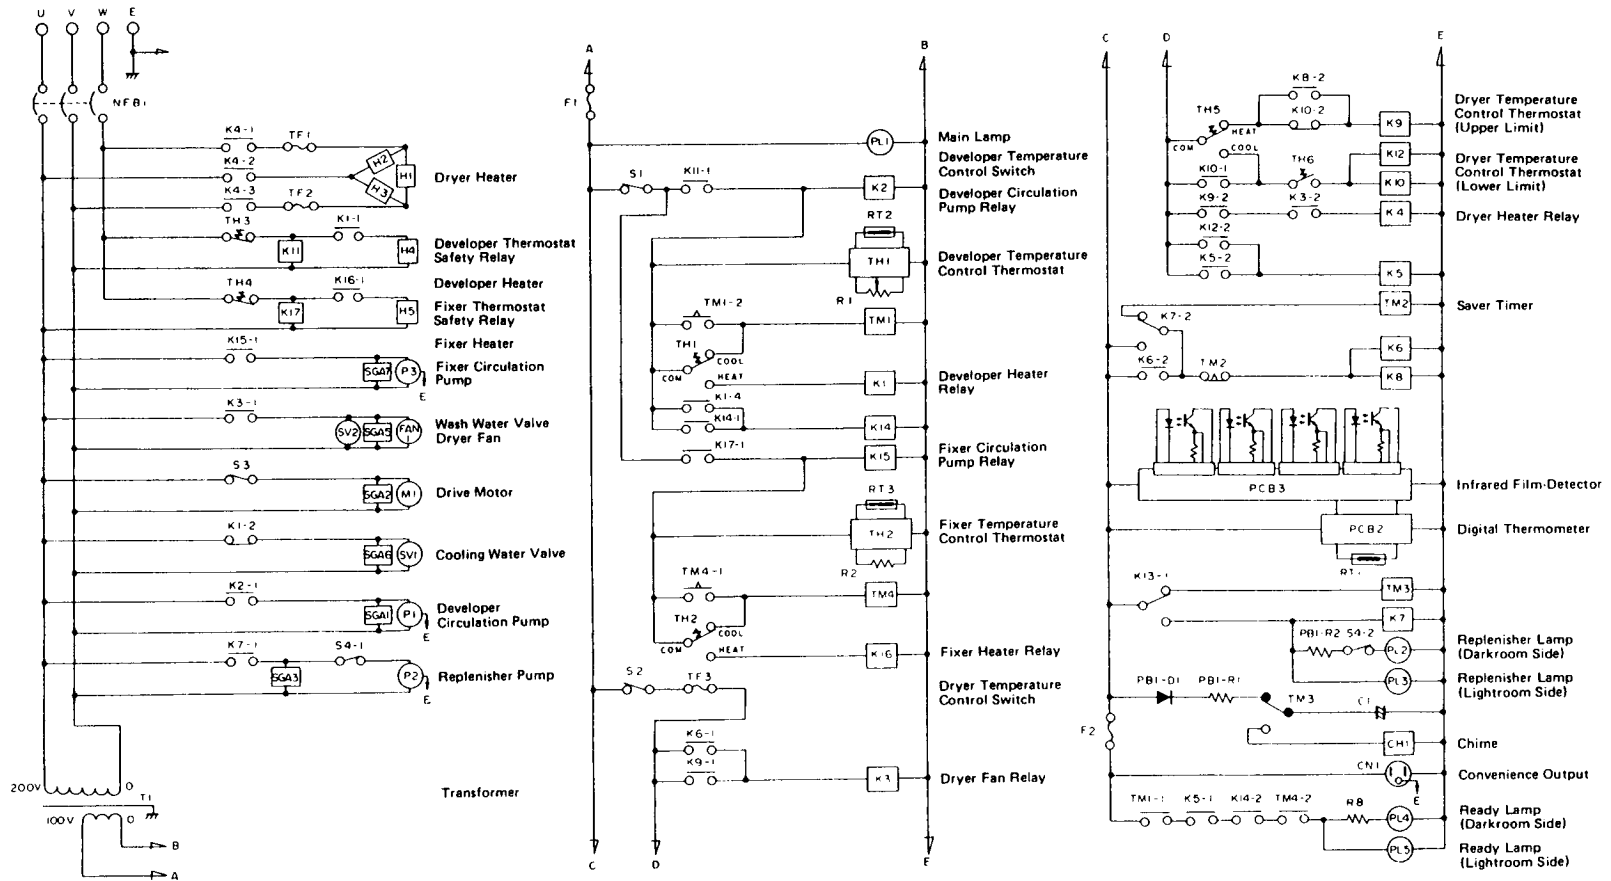 U V W E
NFB1
K4-1 TF1
K4-2
H2
H1
H3
Dryer Heater
K4-3 TF2
TH3 K1-1
K11
H4
Developer Thermostat
Safety Relay
Developer Heater
TH4 K16-1
K17
H5
Fixer Thermostat
Safety Relay
Fixer Heater
K15-1
SGA7 P3
E
Fixer Circulation
Pump
K3-1
SV2 SGA5 FAN
Wash Water Valve
Dryer Fan
S3
SGA2 M1
Drive Motor
K1-2
SGA6 SV1
Cooling Water Valve
K2-1
SGA1 P1
E
Developer
Circulation Pump
K7-1 S4-1
SGA3 P2
E
Replenisher Pump
200V 0
T1
100V 0
Transformer
B
A
A B
F1
PL1
Main Lamp
Developer Temperature
Control Switch
S1 K11-1
K2
Developer Circulation
Pump Relay
RT2
TH1
Developer Temperature
Control Thermostat
R1
TM1-2
TM1
TH1
COOL
COM
HEAT
K1
Developer Heater
Relay
K1-4
K14-1
K14
K17-1
K15
Fixer Circulation
Pump Relay
RT3
TH2
Fixer Temperature
Control Thermostat
R2
TM4-1
TM4
TH2
COOL
COM
HEAT
K16
Fixer Heater Relay
S2 TF3
Dryer Temperature
Control Switch
K6-1
K9-1
K3
Dryer Fan Relay
C D E
C D E
K8-2
TH5 K10-2
HEAT
K9
Dryer Temperature
Control Thermostat
(Upper Limit)
COM
COOL
K12
K10-1 TH6
K10
Dryer Temperature
Control Thermostat
(Lower Limit)
K9-2 K3-2
K4
Dryer Heater Relay
K12-2
K5-2
K5
TM2
Saver Timer
K7-2
K6
K6-2 TM2
K8
PCB3
Infrared Film-Detector
PCB2
Digital Thermometer
RT1
K13-1
TM3
K7
PB1-R2 S4-2
PL2
Replenisher Lamp
(Darkroom Side)
PL3
Replenisher Lamp
(Lightroom Side)
PB1-D1 PB1-R1
TM3 C1
F2
CH1
Chime
CN1
E
Convenience Output
TM1-1 K5-1 K14-2 TM4-2 R8
PL4
Ready Lamp
(Darkroom Side)
PL5
Ready Lamp
(Lightroom Side)